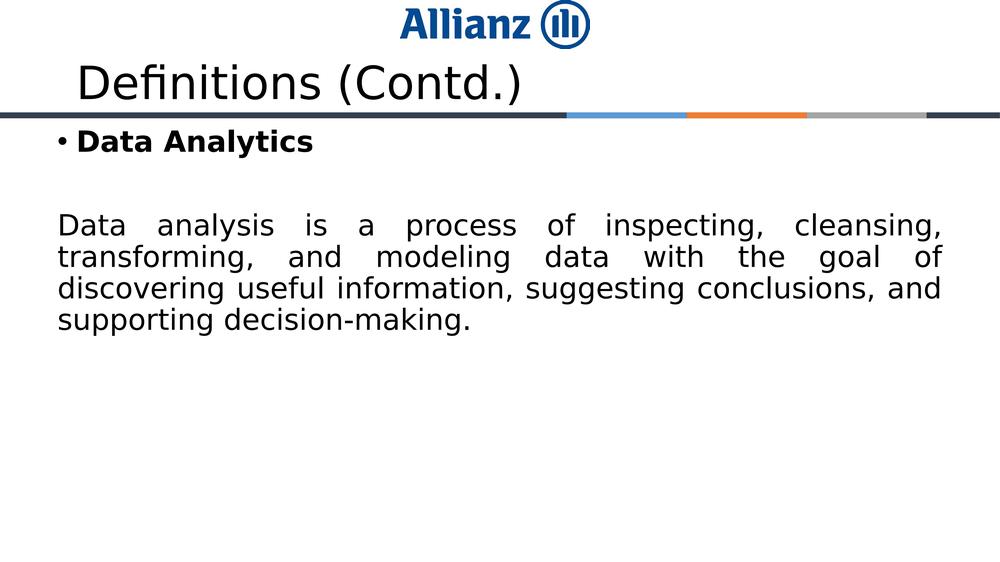 Allianz
Definitions (Contd.)
• Data Analytics
Data analysis is a process of inspecting, cleansing,
transforming, and modeling data with the goal of
discovering useful information, suggesting conclusions, and
supporting decision-making.